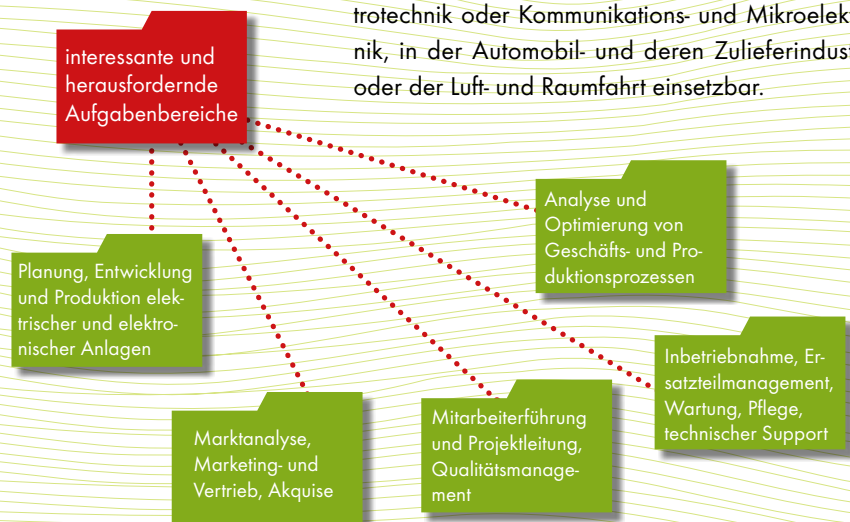 trotechnik oder Kommunikations- und Mikroelekt
nik, in der Automobil- und deren Zulieferindust
oder der Luft- und Raumfahrt einsetzbar.
interessante und
herausfordernde
Aufgabenbereiche
Analyse und
Optimierung von
Geschäfts- und Pro-
duktionsprozessen
Planung, Entwicklung
und Produktion elek-
trischer und elektro-
nischer Anlagen
Inbetriebnahme, Er-
satzteilmanagement,
Wartung, Pflege,
technischer Support
Marktanalyse,
Marketing- und
Vertrieb, Akquise
Mitarbeiterführung
und Projektleitung,
Qualitätsmanage-
ment